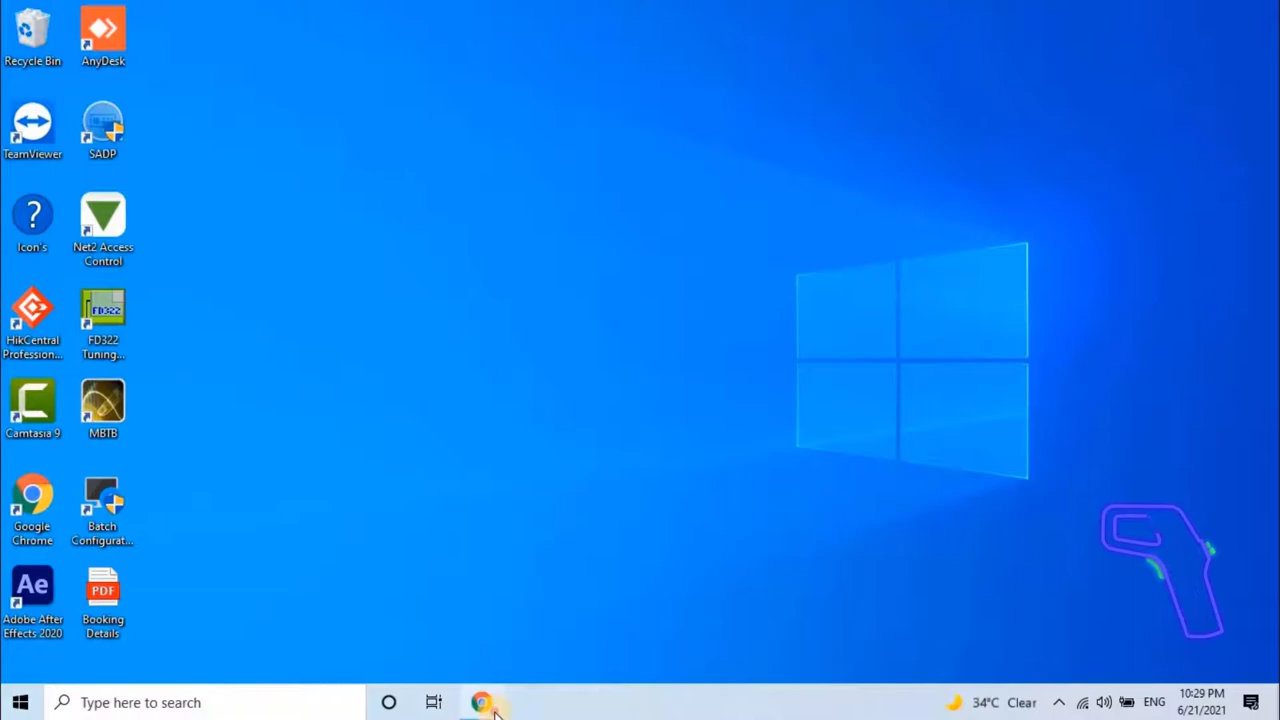 Recycle Bin
AnyDesk
TeamViewer
SADP
?
Icon's
Net2 Access
Control
HikCentral
Profession...
FD322
FD322
Tuning...
Camtasia 9
MBTB
Google
Chrome
Batch
Configurat...
Ae
Adobe After
Effects 2020
PDF
Booking
Details
Type here to search
34°C Clear
ENG
10:29 PM
6/21/2021